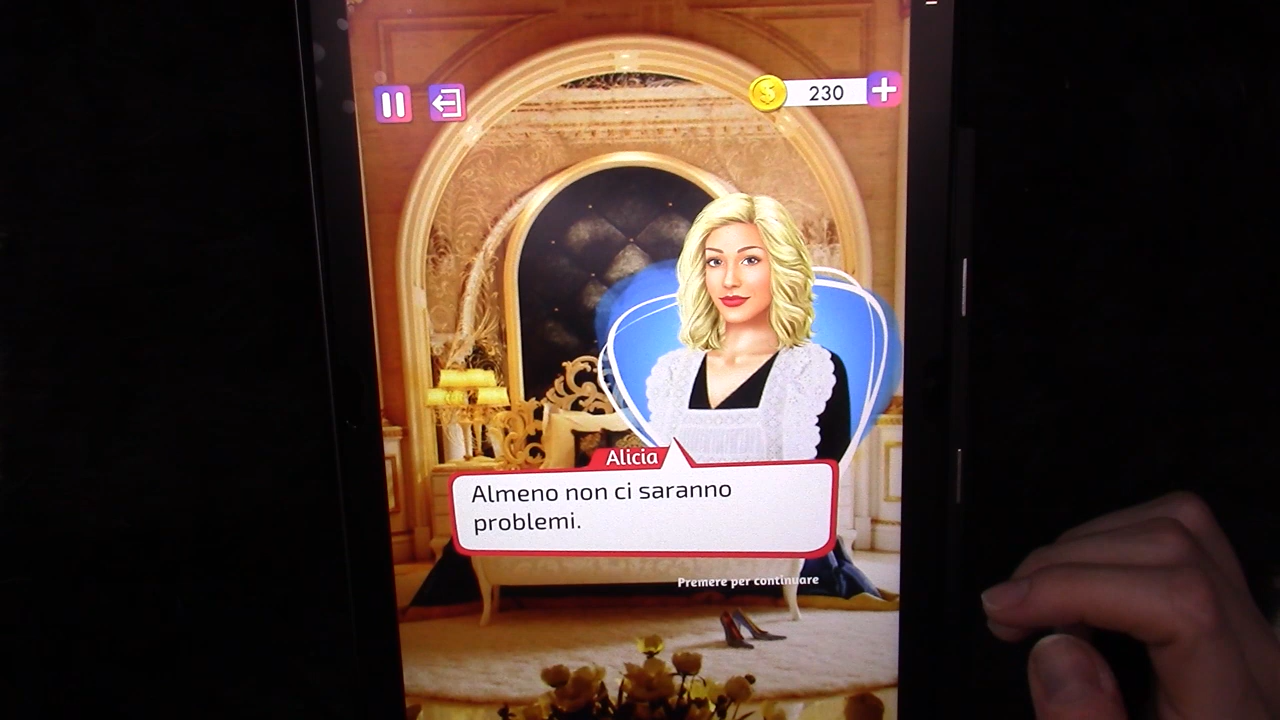 230
Alicia
Almeno non ci saranno
problemi.
Premere per continuare